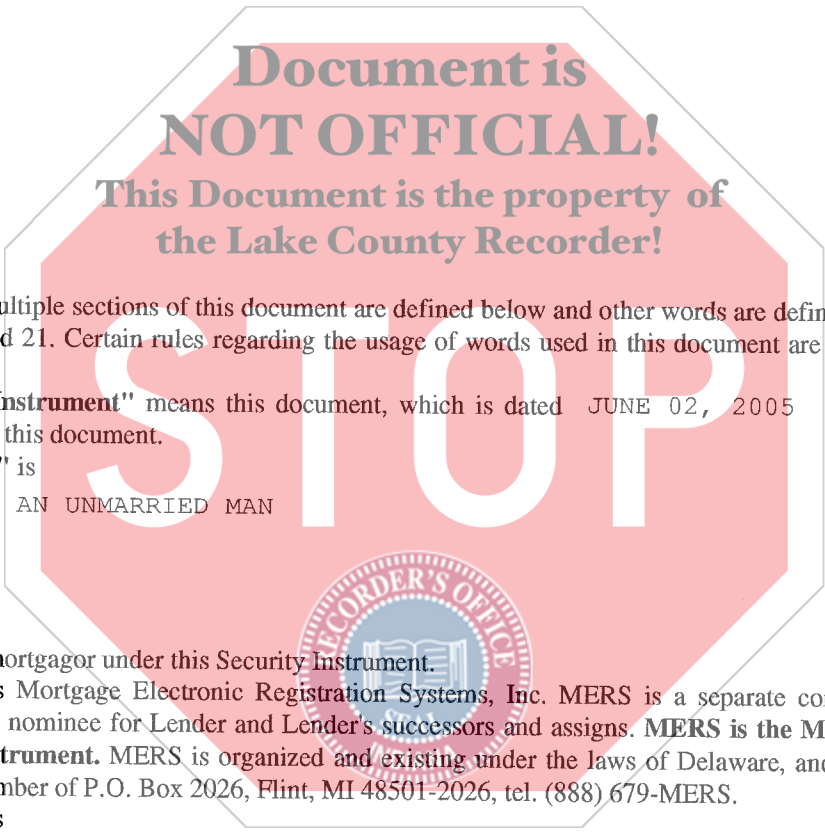 Document is
NOT OFFICIAL!
This Document is the property of
the Lake County Recorder!
ultiple sections of this document are defined below and other words are defin
d 21. Certain rules regarding the usage of words used in this document are
STOP
nstrument" means this document, which is dated JUNE 02, 2005
this document.
" is
AN UNMARRIED MAN
RECORDER'S OFFICE
SEAL
INDIANA
ortgagor under this Security Instrument.
s Mortgage Electronic Registration Systems, Inc. MERS is a separate co
nominee for Lender and Lender's successors and assigns. MERS is the M
trument. MERS is organized and existing under the laws of Delaware, and
mber of P.O. Box 2026, Flint, MI 48501-2026, tel. (888) 679-MERS.
s